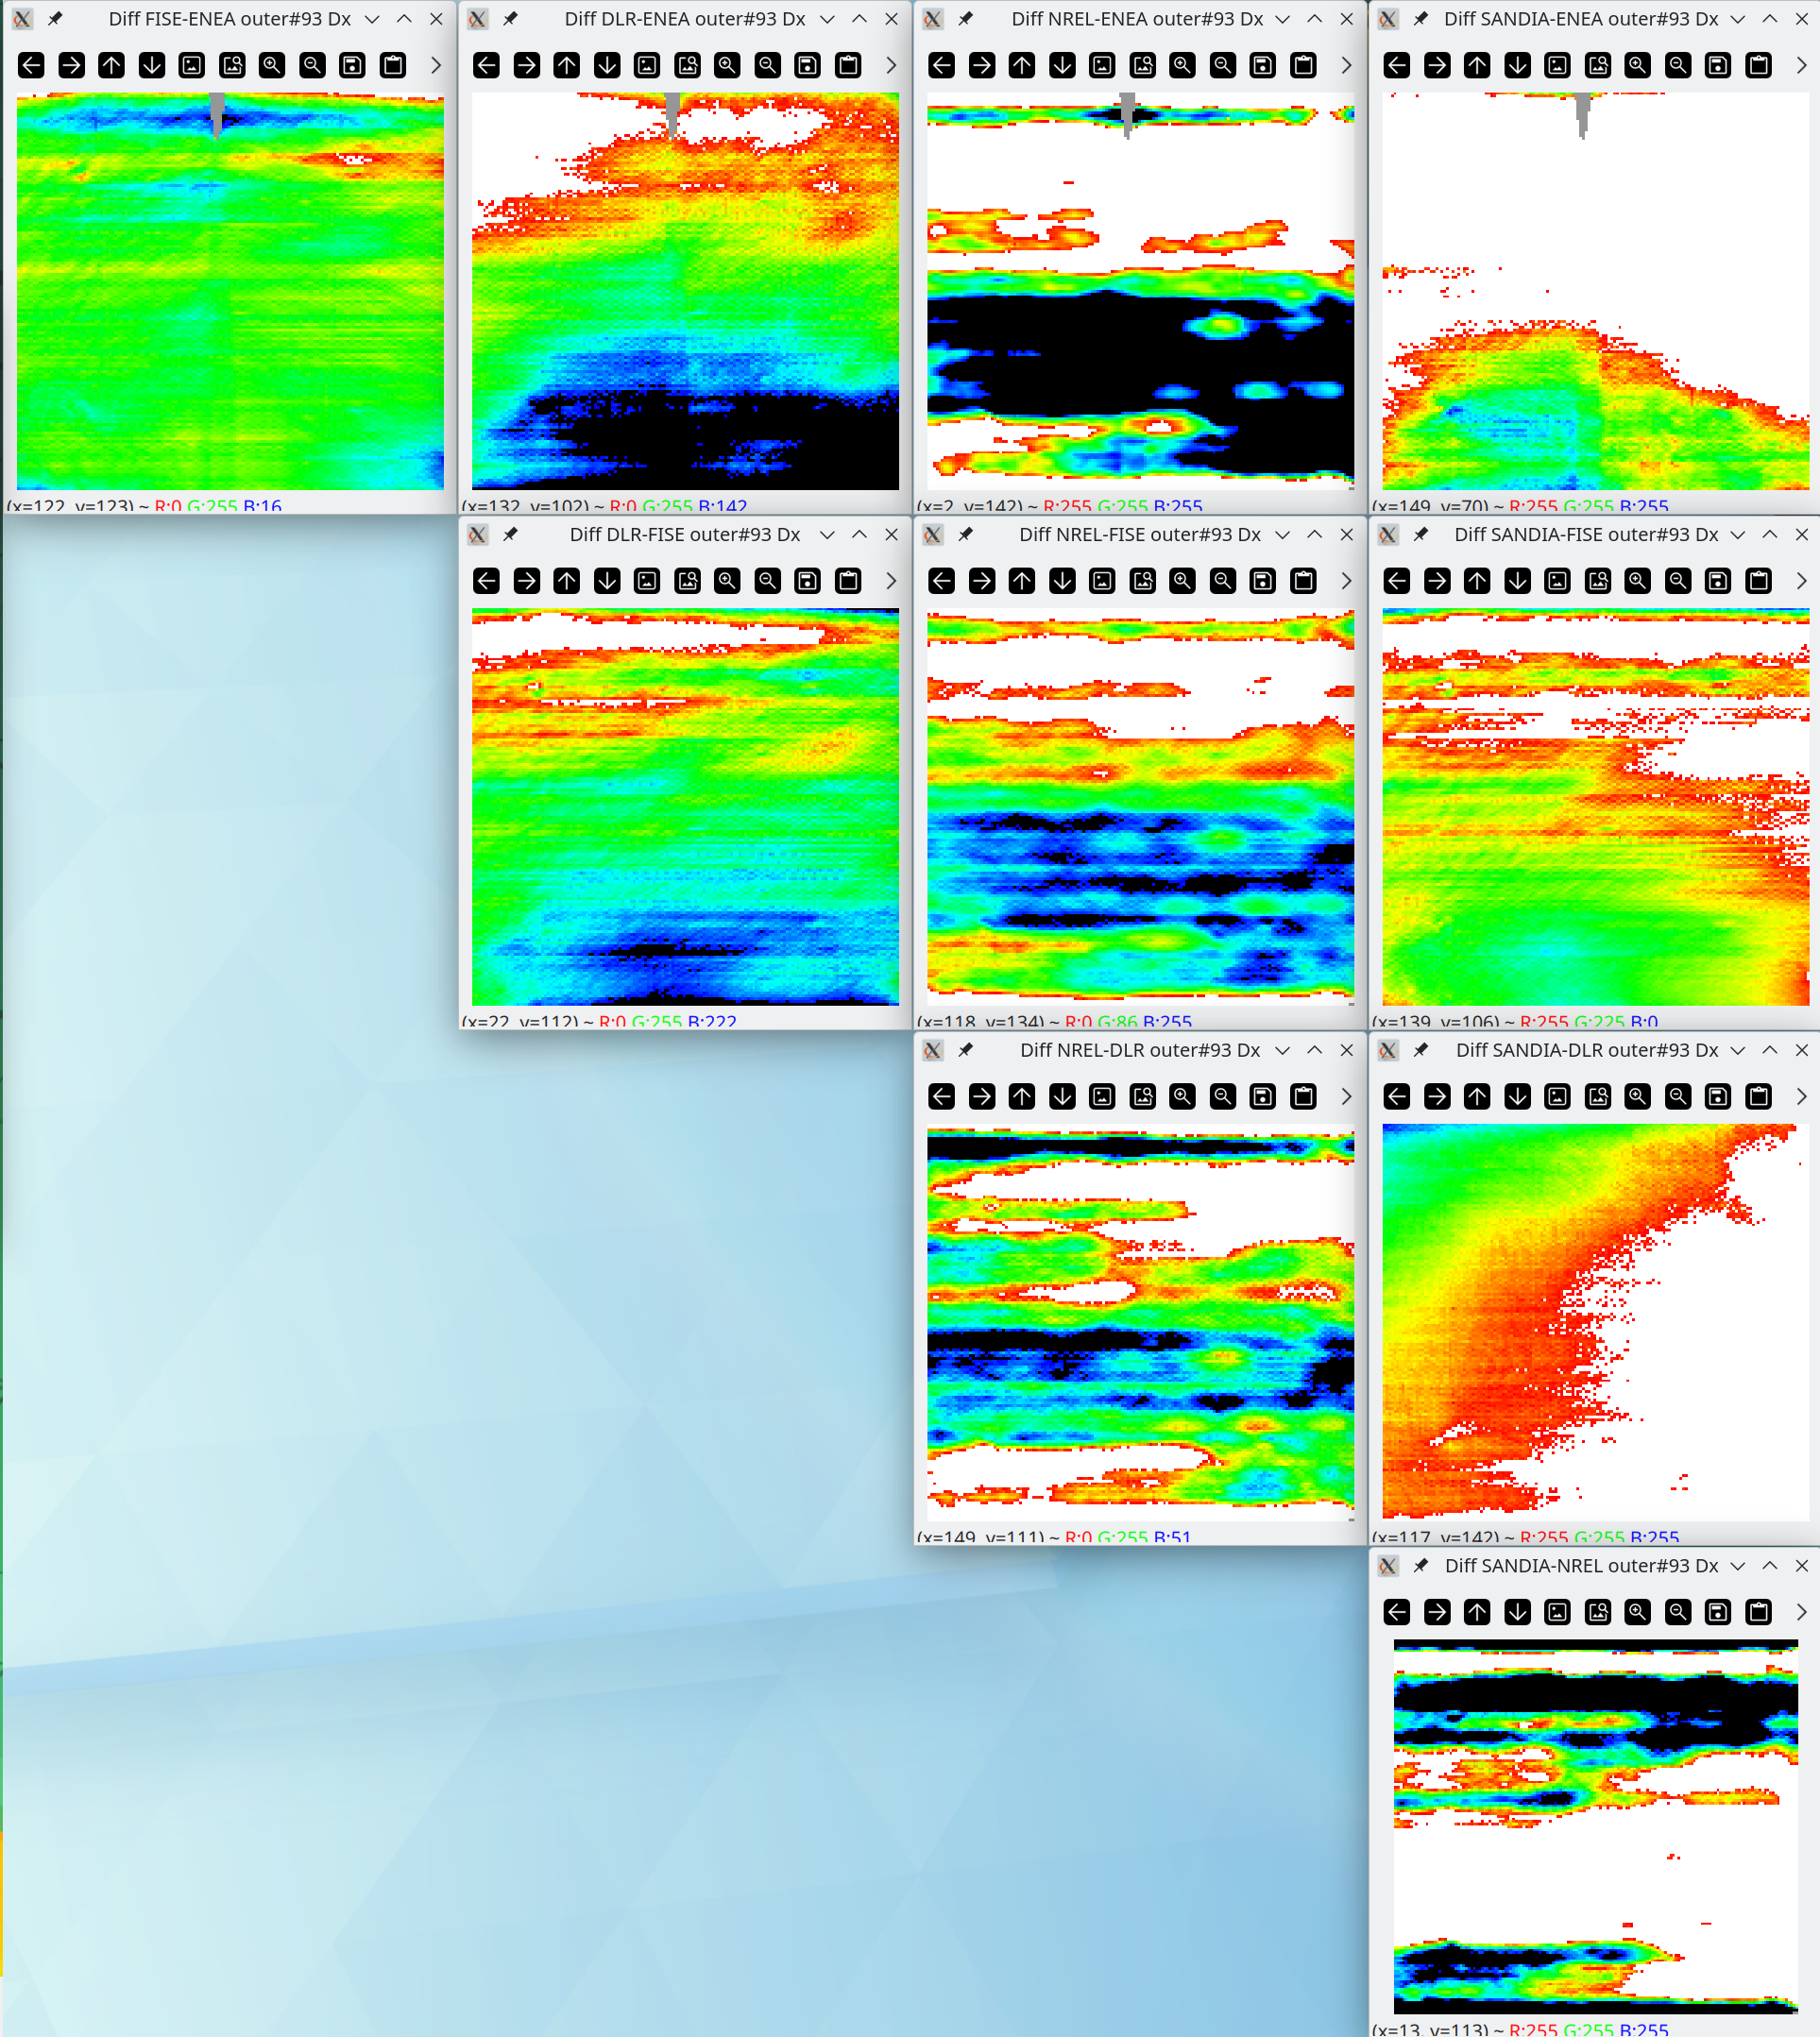 Diff FISE-ENEA outer#93 Dx
Diff DLR-ENEA outer#93 Dx
Diff NREL-ENEA outer#93 Dx
Diff SANDIA-ENEA outer#93 Dx
(x=122, y=123) ~ R:0 G:255 B:16
(x=132, y=102) ~ R:0 G:255 B:142
(x=2, y=142) ~ R:255 G:255 B:255
(x=149, y=70) ~ R:255 G:255 B:255
Diff DLR-FISE outer#93 Dx
Diff NREL-FISE outer#93 Dx
Diff SANDIA-FISE outer#93 Dx
(x=22, y=112) ~ R:0 G:255 B:222
(x=118, y=134) ~ R:0 G:86 B:255
(x=139, y=106) ~ R:255 G:225 B:0
Diff NREL-DLR outer#93 Dx
Diff SANDIA-DLR outer#93 Dx
(x=149, y=111) ~ R:0 G:255 B:51
(x=117, y=142) ~ R:255 G:255 B:255
Diff SANDIA-NREL outer#93 Dx
(x=13, y=113) ~ R:255 G:255 B:255